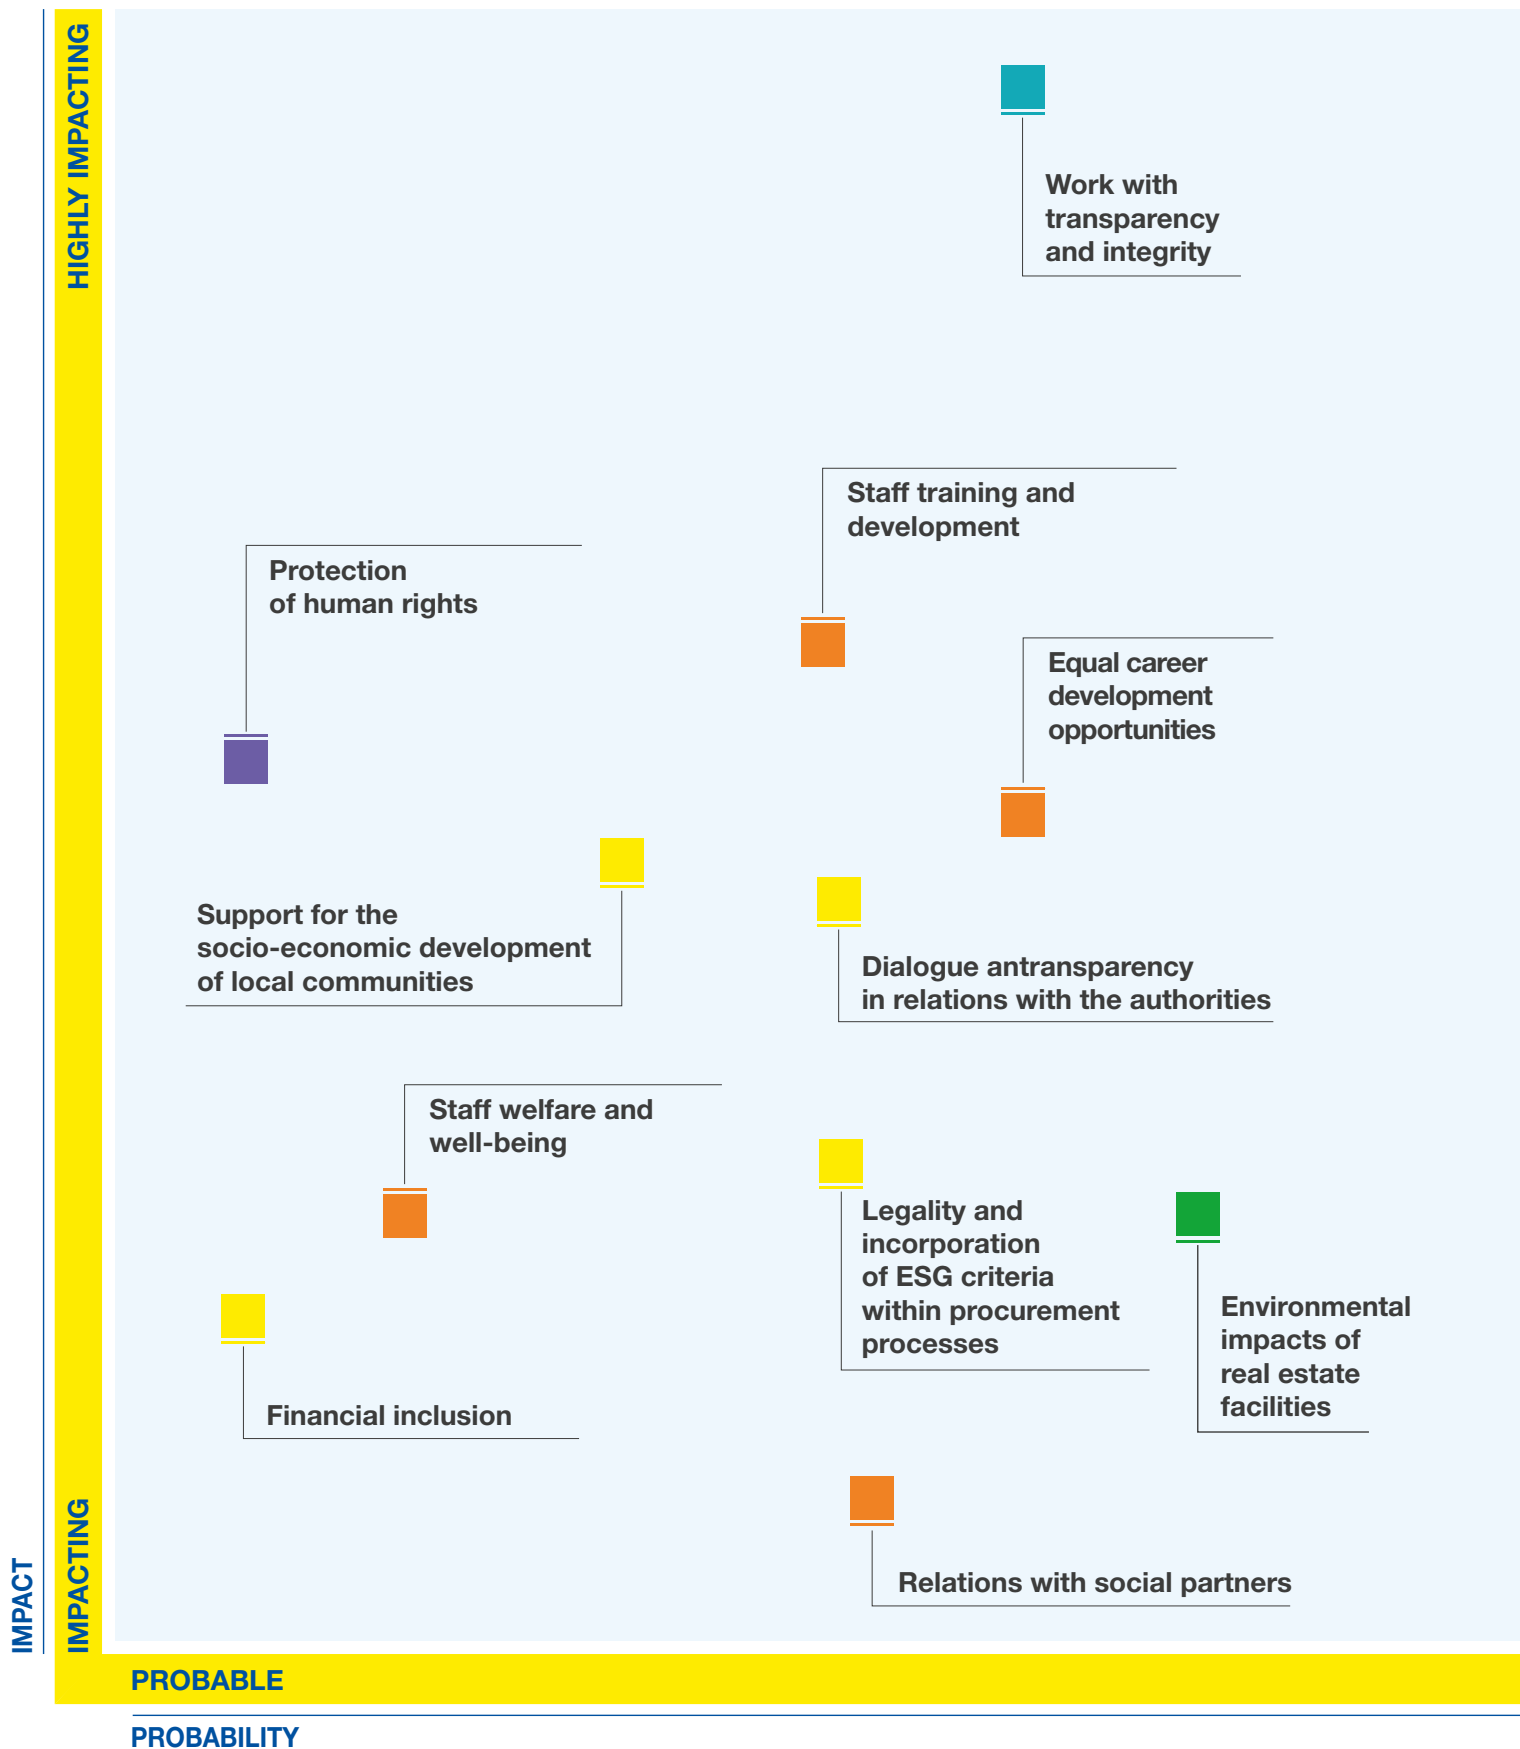 HIGHLY IMPACTING
Work with
transparency
and integrity
Staff training and
development
Protection
of human rights
Equal career
development
opportunities
Support for the
socio-economic development
of local communities
Dialogue antransparency
in relations with the authorities
Staff welfare and
well-being
Legality and
incorporation
of ESG criteria
within procurement
processes
Environmental
impacts of
real estate
facilities
Financial inclusion
Relations with social partners
IMPACTING
IMPACT
PROBABLE
PROBABILITY